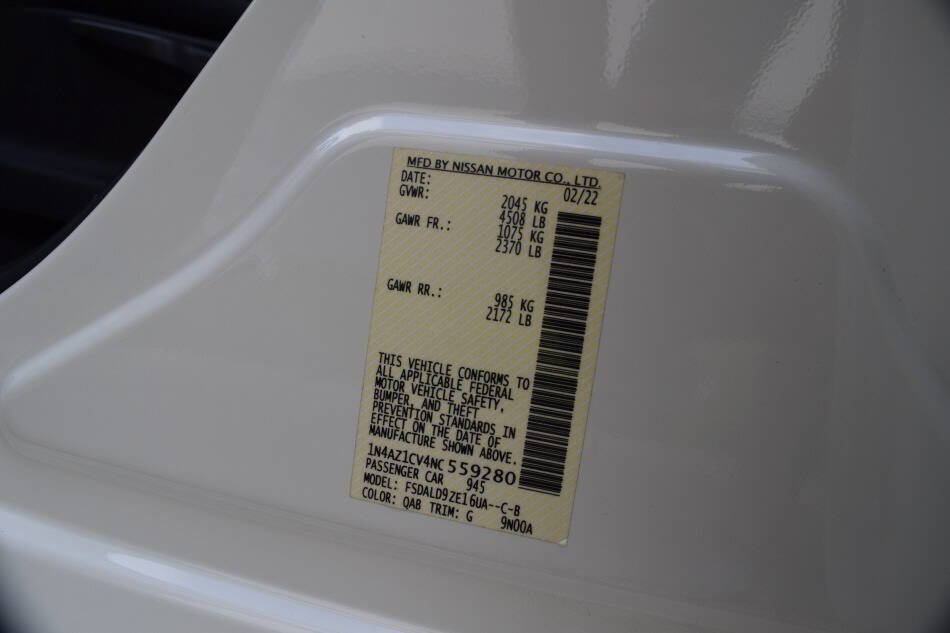 MFD BY NISSAN MOTOR CO., LTD.
DATE: 02/22
GVWR: 2045 KG
4508 LB
GAWR FR.: 1075 KG
2370 LB
GAWR RR.: 985 KG
2172 LB
THIS VEHICLE CONFORMS TO
ALL APPLICABLE FEDERAL
MOTOR VEHICLE SAFETY,
BUMPER, AND THEFT
PREVENTION STANDARDS IN
EFFECT ON THE DATE OF
MANUFACTURE SHOWN ABOVE.
1N4AZ1CV4NC559280
PASSENGER CAR 945
MODEL: FSDALD9ZE16UA--C-B
COLOR: QAB TRIM: G 9N00A